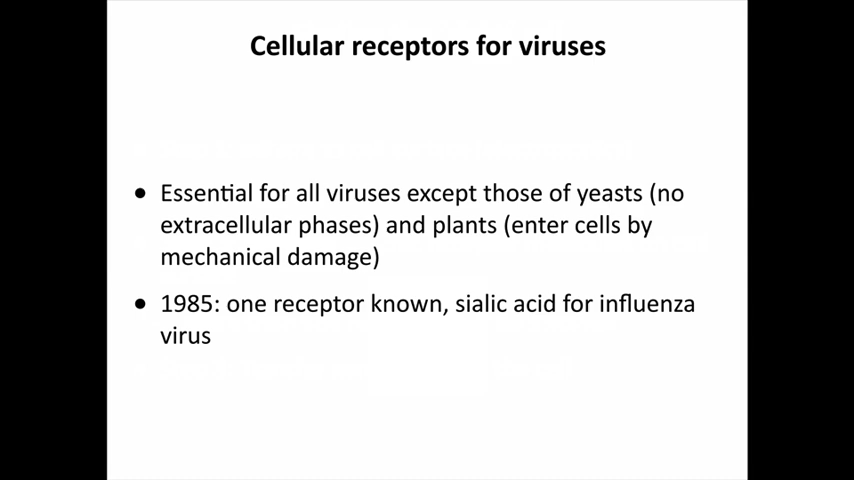 Cellular receptors for viruses
● Essential for all viruses except those of yeasts (no
extracellular phases) and plants (enter cells by
mechanical damage)
● 1985: one receptor known, sialic acid for influenza
virus